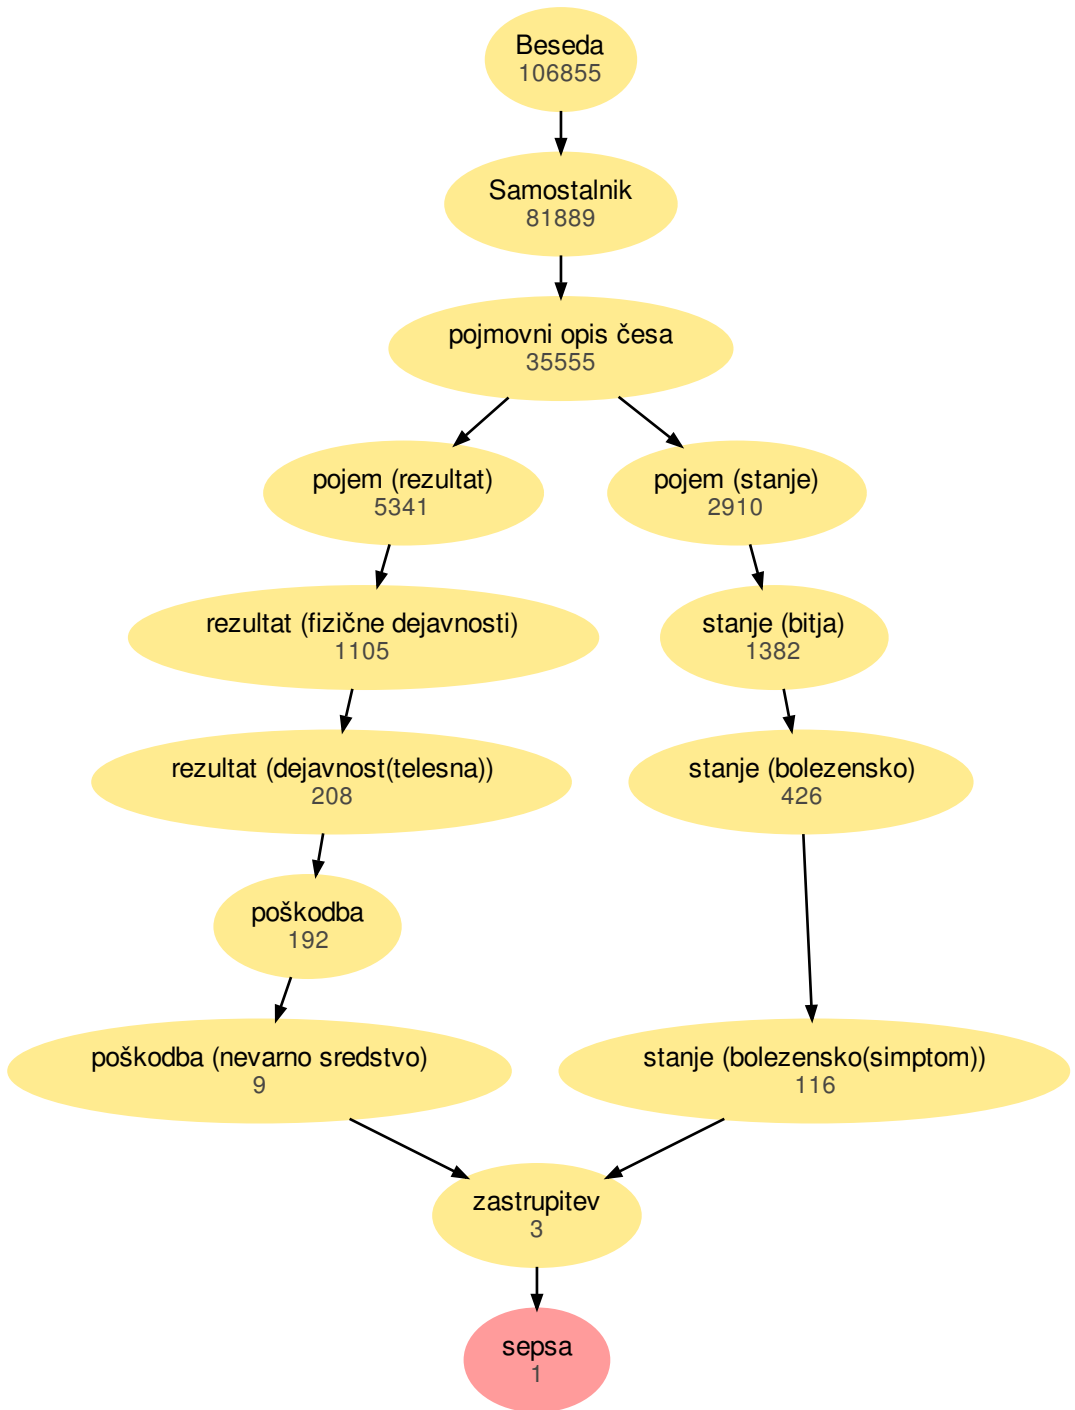 Beseda
106855
Samostalnik
81889
pojmovni opis česa
35555
pojem (rezultat)
5341
pojem (stanje)
2910
rezultat (fizične dejavnosti)
1105
stanje (bitja)
1382
rezultat (dejavnost(telesna))
208
stanje (bolezensko)
426
poškodba
192
poškodba (nevarno sredstvo)
9
stanje (bolezensko(simptom))
116
zastrupitev
3
sepsa
1